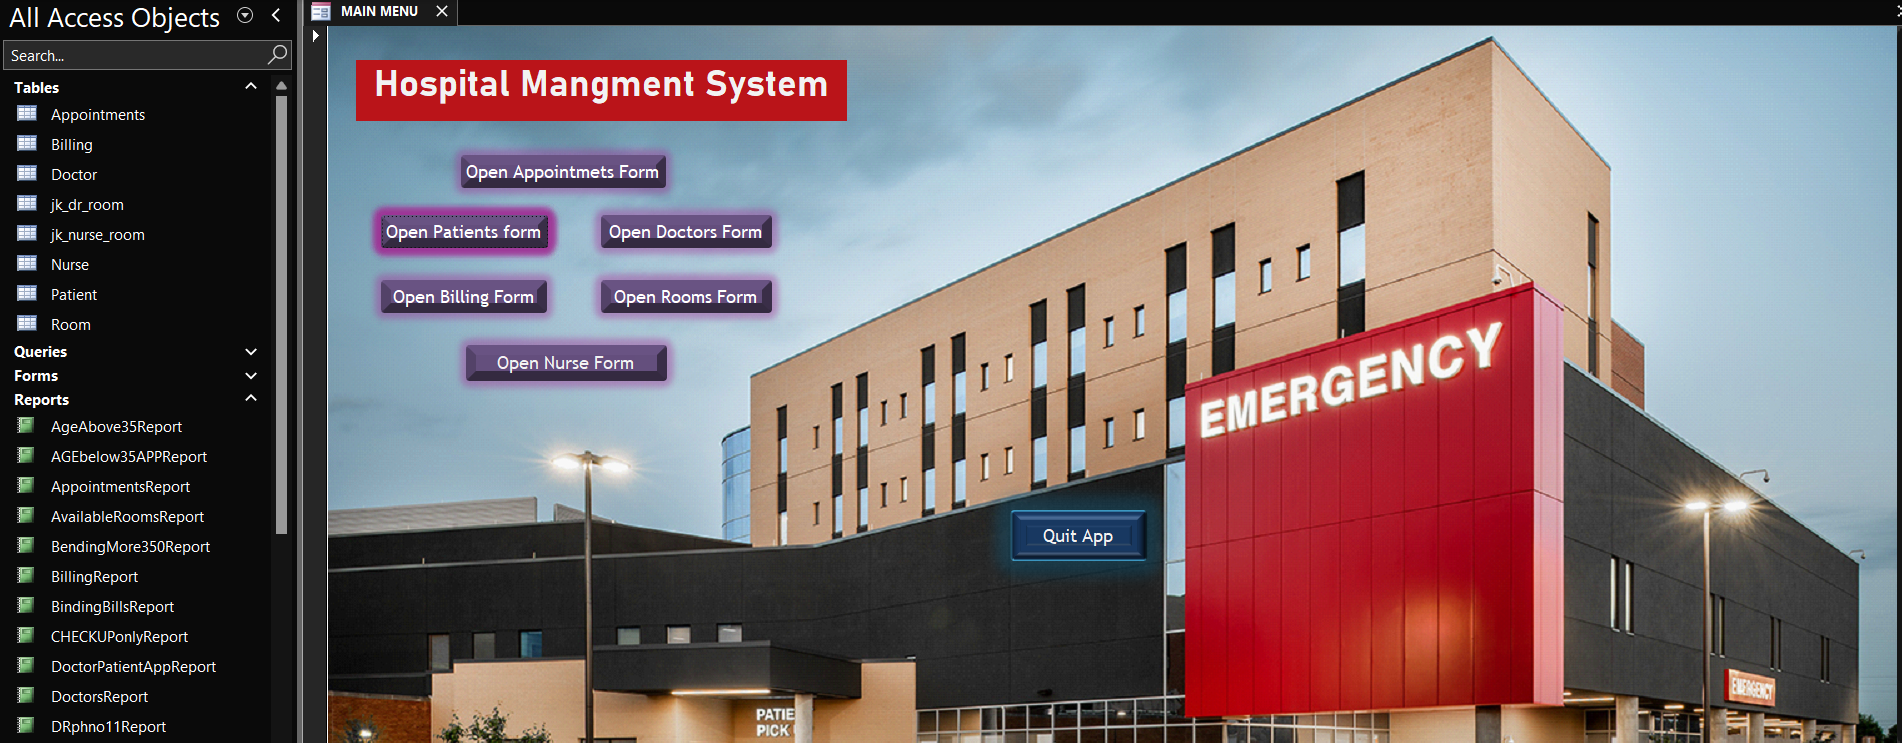 All Access Objects
Search...
Tables
Appointments
Billing
Doctor
jk_dr_room
jk_nurse_room
Nurse
Patient
Room
Queries
Forms
Reports
AgeAbove35Report
AGEbelow35APPReport
AppointmentsReport
AvailableRoomsReport
BendingMore350Report
BillingReport
BindingBillsReport
CHECKUPonlyReport
DoctorPatientAppReport
DoctorsReport
DRphno11Report
MAIN MENU
Hospital Mangment System
Open Appointmets Form
Open Patients form
Open Doctors Form
Open Billing Form
Open Rooms Form
Open Nurse Form
EMERGENCY
Quit App
EMERGENCY
PATIE
PICK